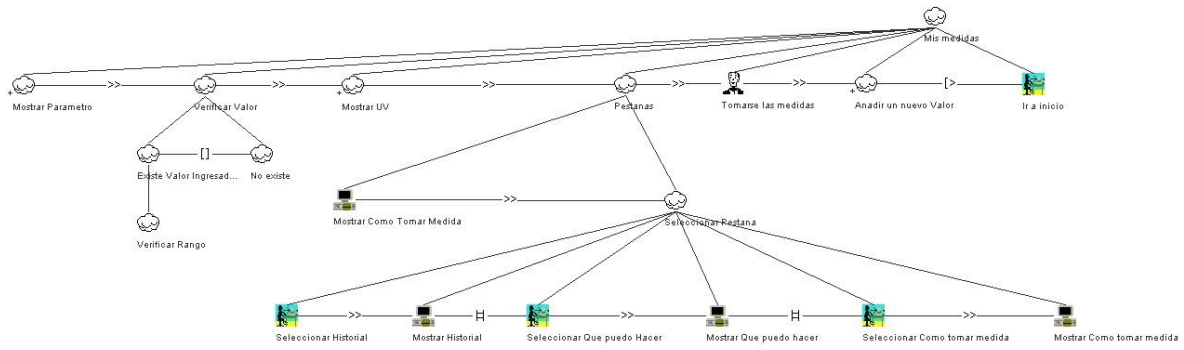 Mis medidas
+ Mostrar Parametro >> Verificar Valor >> + Mostrar UV >> Pestanas >> Tomarse las medidas >> + Anadir un nuevo Valor [> Ir a inicio
Existe Valor Ingresad... [] No existe
Mostrar Como Tomar Medida >> Seleccionar Pestana
Verificar Rango
Seleccionar Historial >> Mostrar Historial |=| Seleccionar Que puedo Hacer >> Mostrar Que puedo hacer |=| Seleccionar Como tomar medida Mostrar Como tomar medida